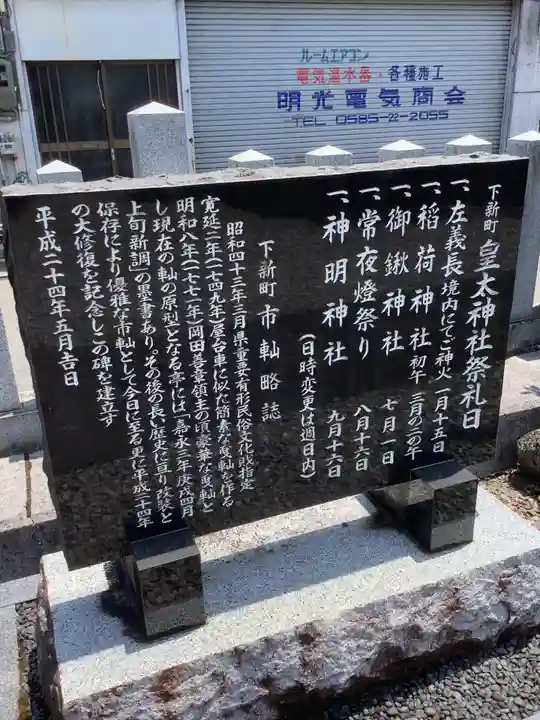 ルームエアコン
電気温水器・各種施工
明光電気商会
TEL 0585-22-2055
下新町 皇太神社祭礼日
一、左義長 境内にてご神火 一月十五日
一、稲荷神社 初午 三月の二の午
一、御鍬神社 七月一日
一、常夜燈祭り 八月十六日
一、神明神社 九月十六日
(日時変更は週日内)
下新町市軕略誌
昭和四十三年三月県重要有形民俗文化財指定
寛延二年(一七四九年)屋台車に似た簡素な曳軕を作る
明和八年(一七七一年)岡田善章領主の頃豪華な曳軕と
し現在の軕の原型となる亭には「嘉永三年庚戌四月
上旬新調」の墨書あり。その後の長い歴史に亘り改装と
保存により優雅な市軕として今日に至る更に平成二十四年
の大修復を記念しこの碑を建立す
平成二十四年五月吉日